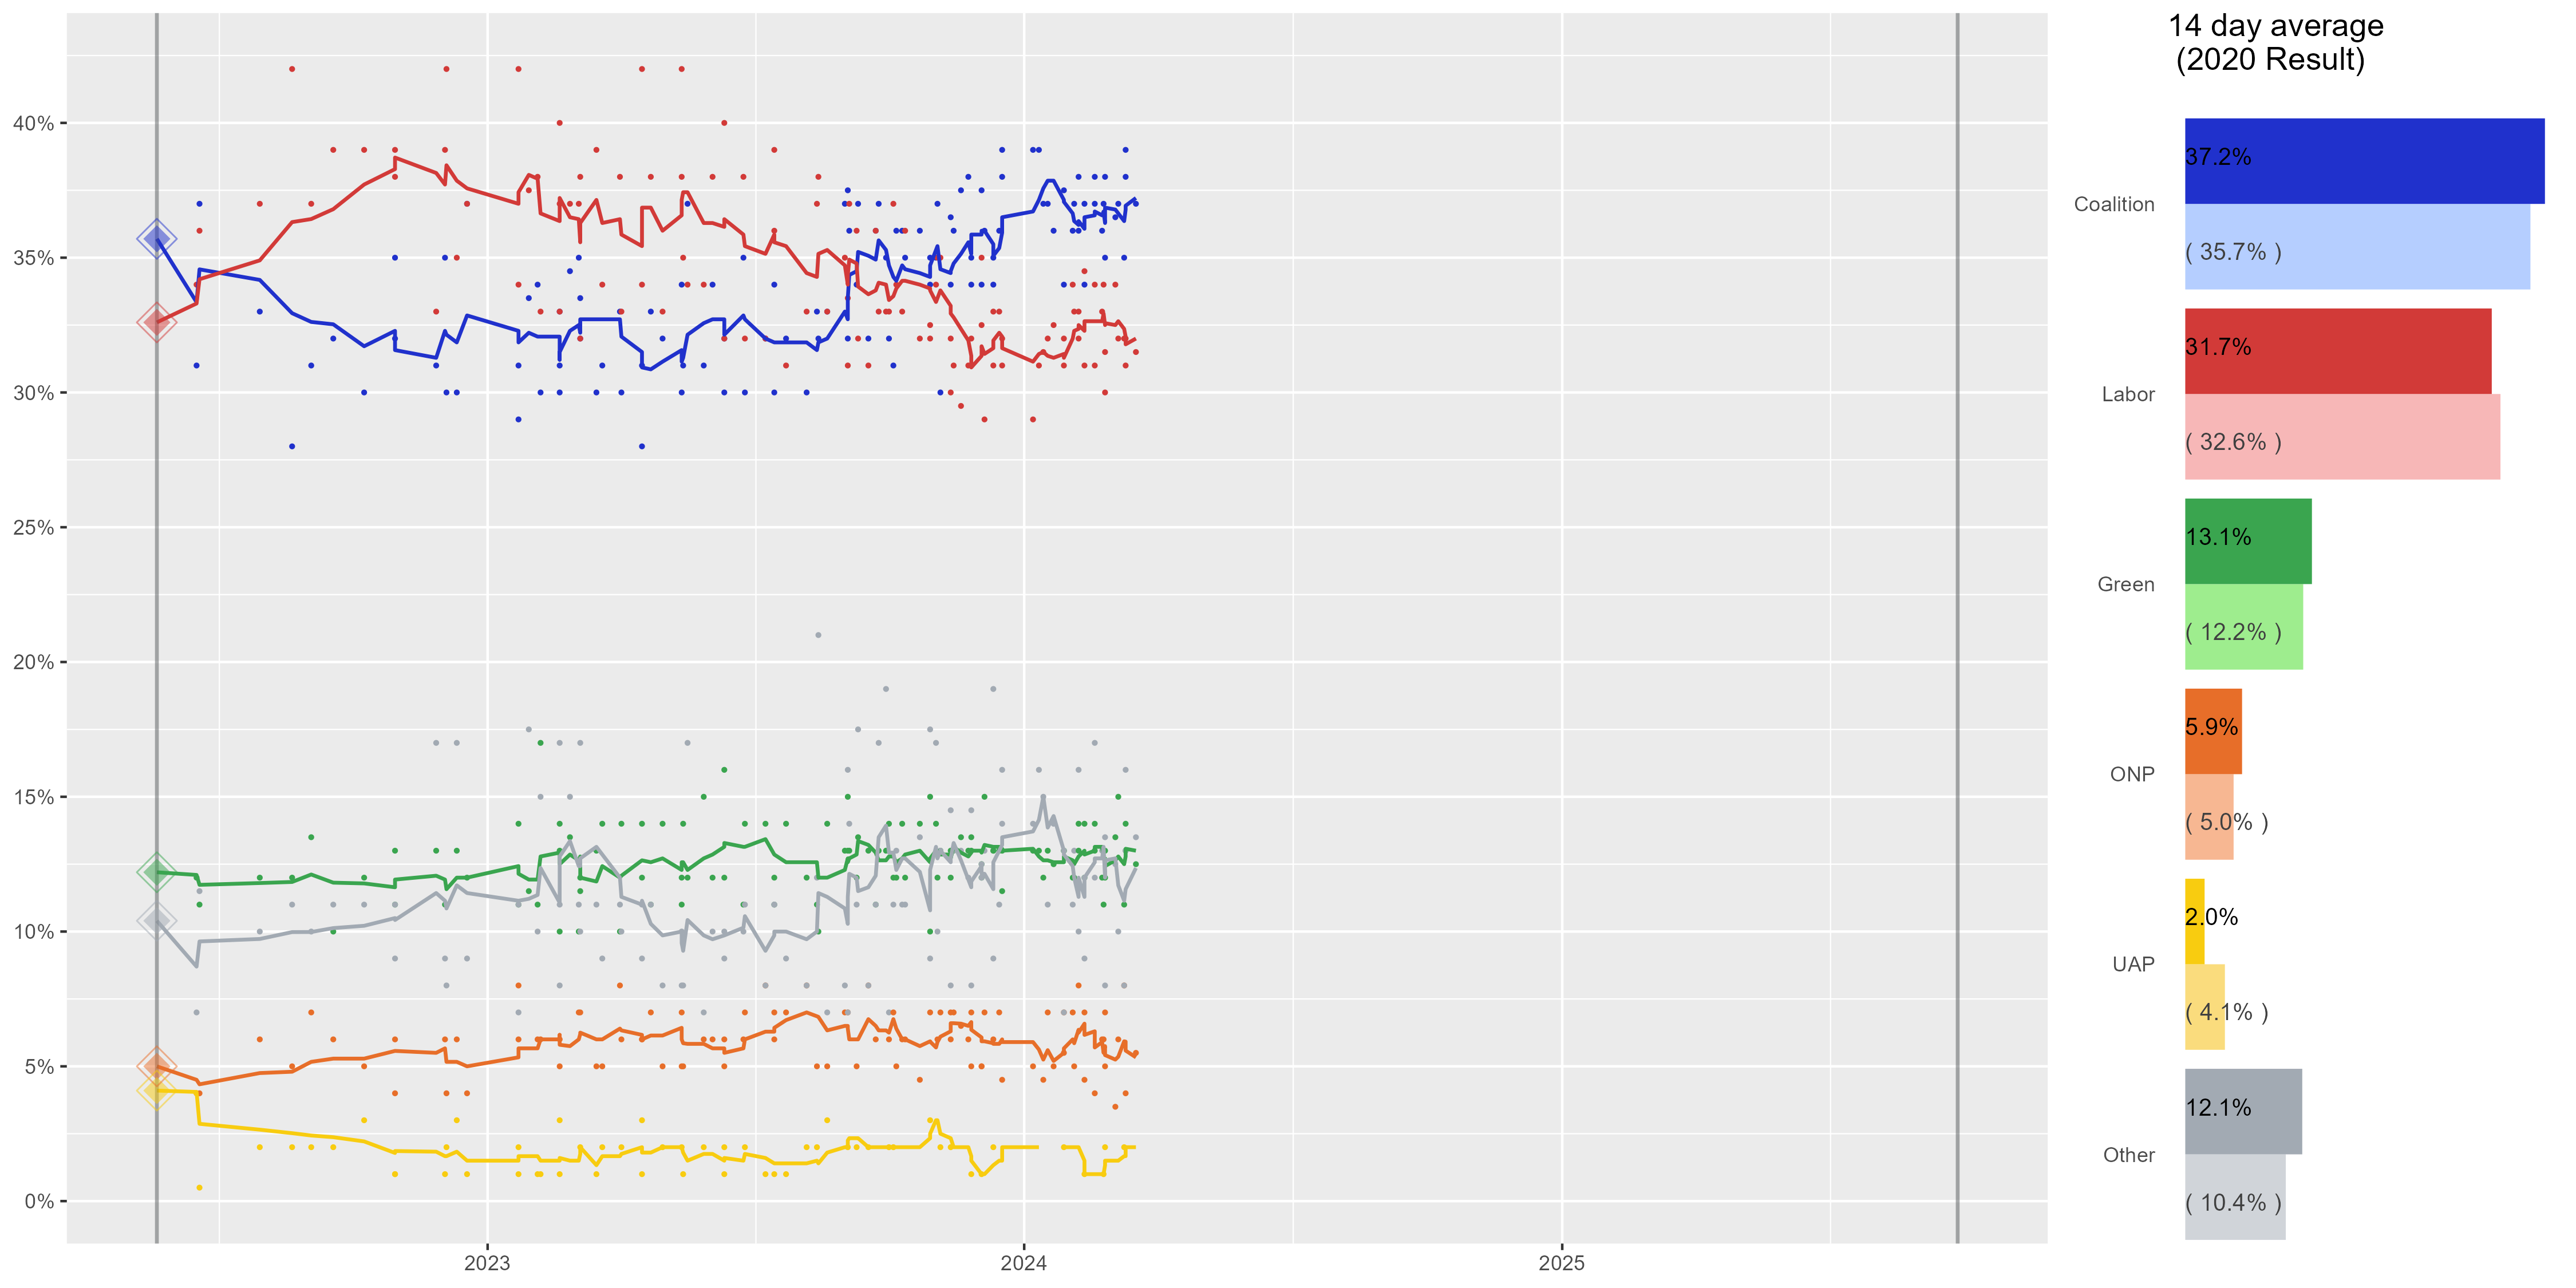 14 day average
(2020 Result)
40%
35%
30%
25%
20%
15%
10%
5%
0%
2023
2024
2025
Coalition
37.2%
( 35.7% )
Labor
31.7%
( 32.6% )
Green
13.1%
( 12.2% )
ONP
5.9%
( 5.0% )
UAP
2.0%
( 4.1% )
Other
12.1%
( 10.4% )